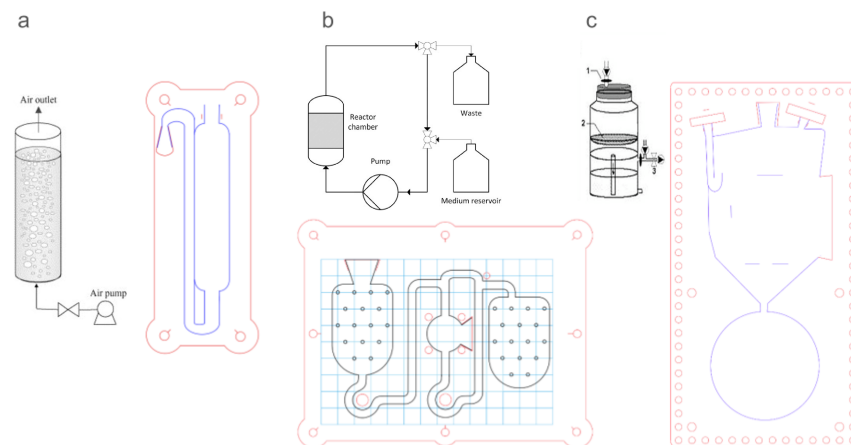 a
Air outlet
Air pump
b
Reactor
chamber
Pump
Waste
Medium reservoir
c
1
2
3